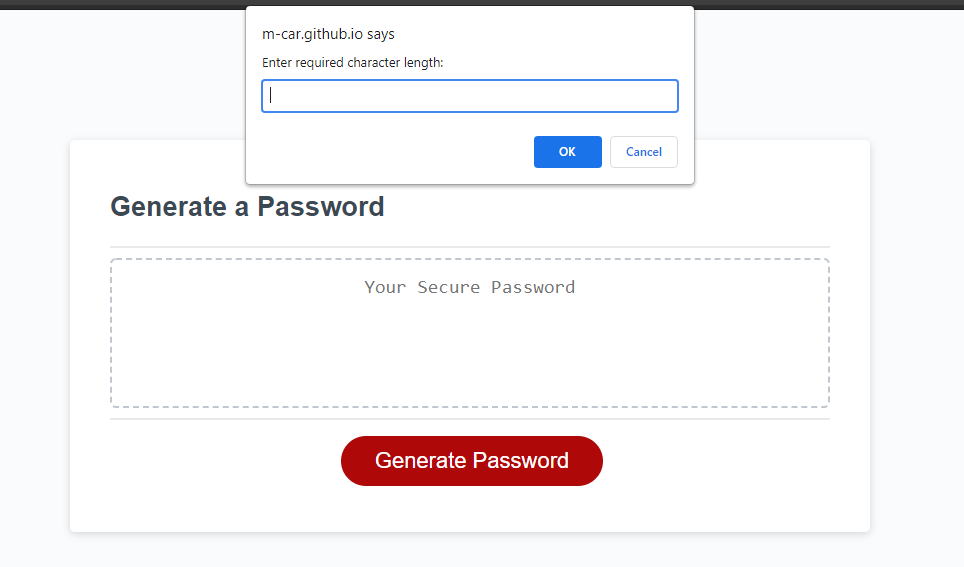 m-car.github.io says
Enter required character length:
OK
Cancel
Generate a Password
Your Secure Password
Generate Password